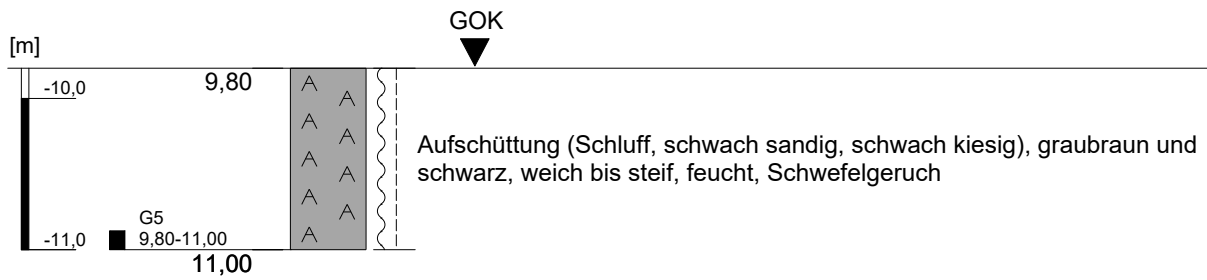 GOK
[m]
9,80
-10,0
Aufschüttung (Schluff, schwach sandig, schwach kiesig), graubraun und
schwarz, weich bis steif, feucht, Schwefelgeruch
G5
-11,0 9,80-11,00
11,00